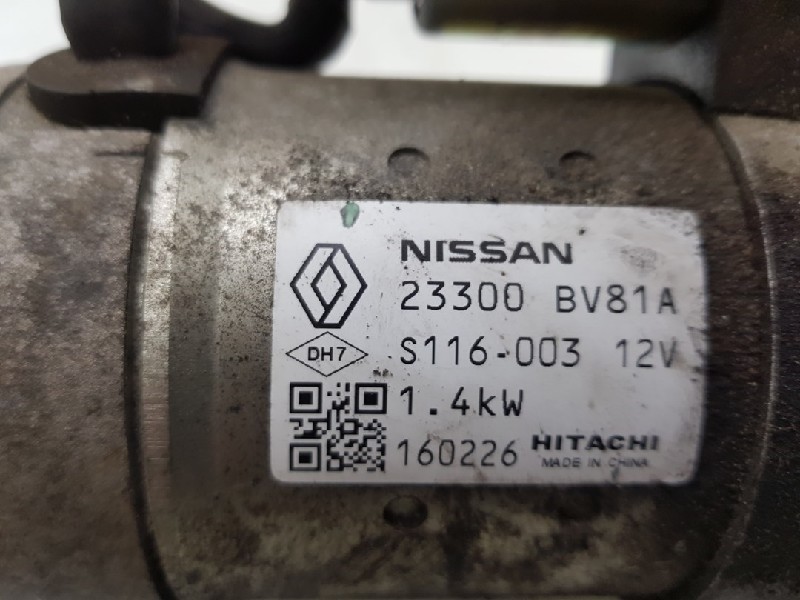 NISSAN
23300 BV81A
DH7
S116-003 12V
1.4kW
160226 HITACHI
MADE IN CHINA